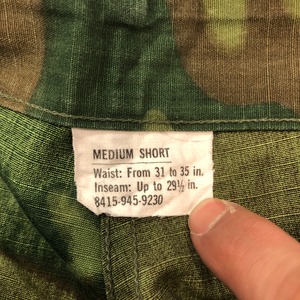 MEDIUM SHORT
Waist: From 31 to 35 in.
Inseam: Up to 29½ in.
8415-945-9230